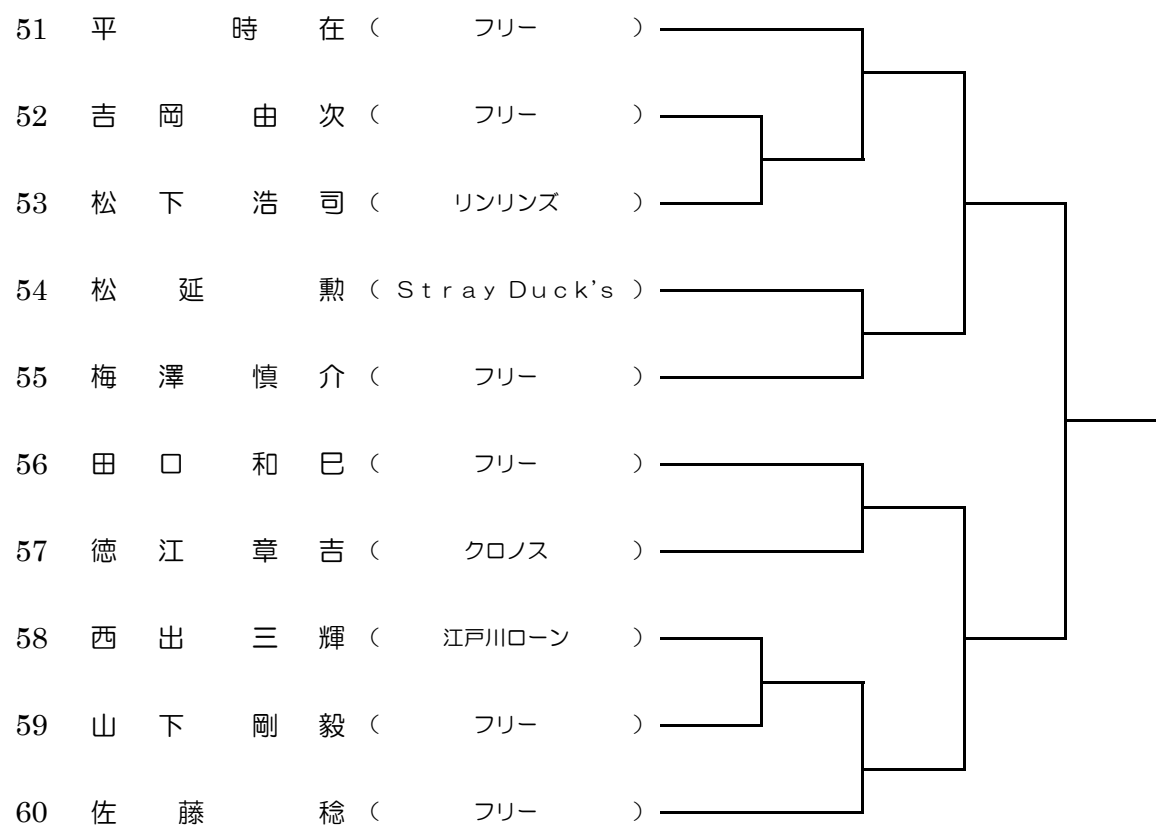 51 平 時 在 ( フリー )
52 吉 岡 由 次 ( フリー )
53 松 下 浩 司 ( リンリンズ )
54 松 延 勲 ( Stray Duck's )
55 梅 澤 慎 介 ( フリー )
56 田 口 和 巳 ( フリー )
57 徳 江 章 吉 ( クロノス )
58 西 出 三 輝 ( 江戸川ローン )
59 山 下 剛 毅 ( フリー )
60 佐 藤 稔 ( フリー )